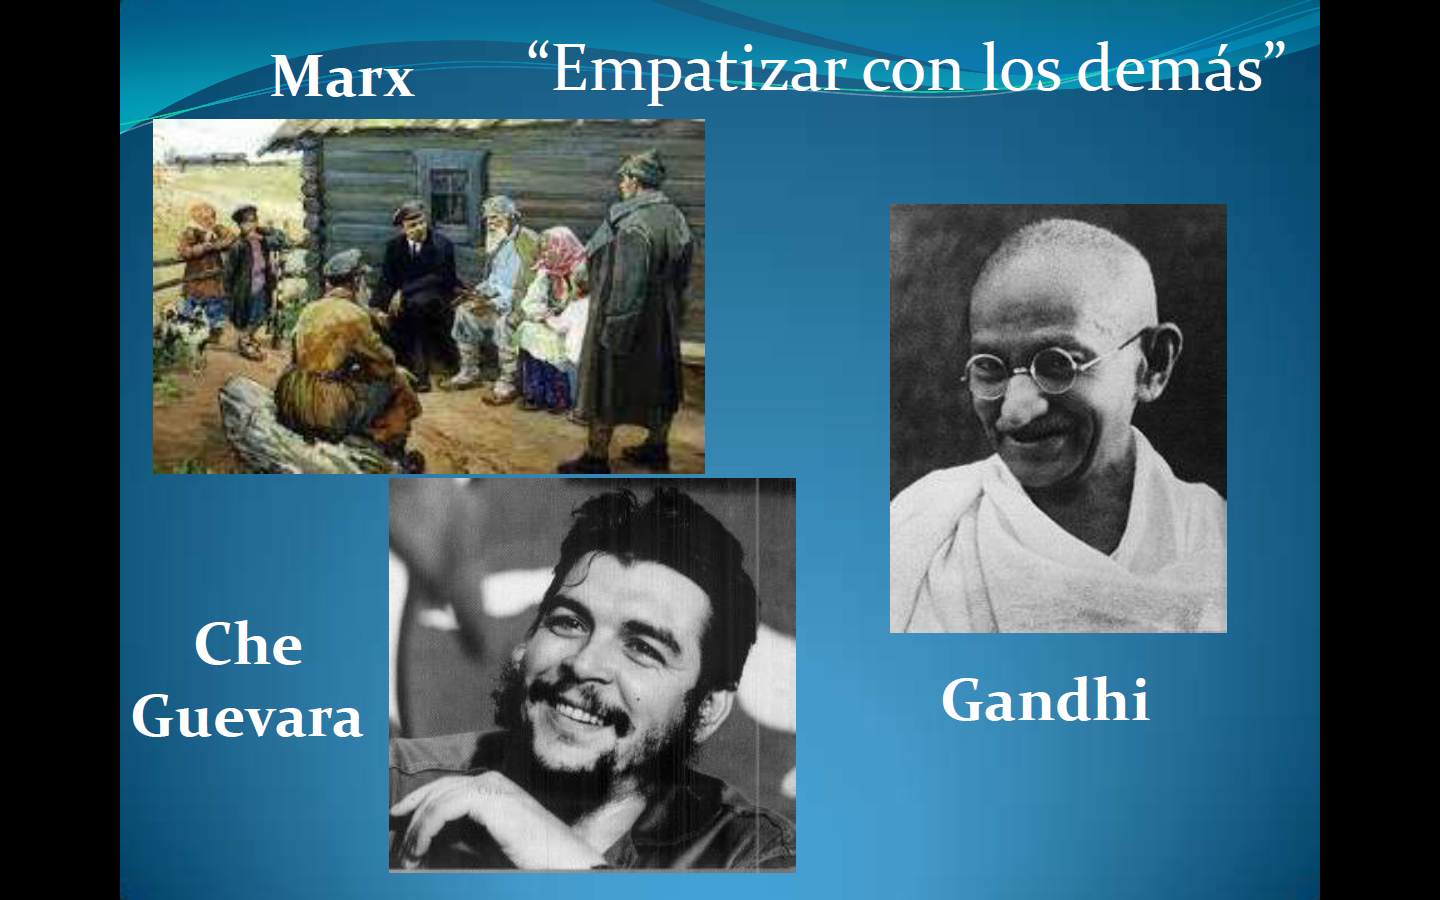 Marx
“Empatizar con los demás”
Che
Guevara
Gandhi